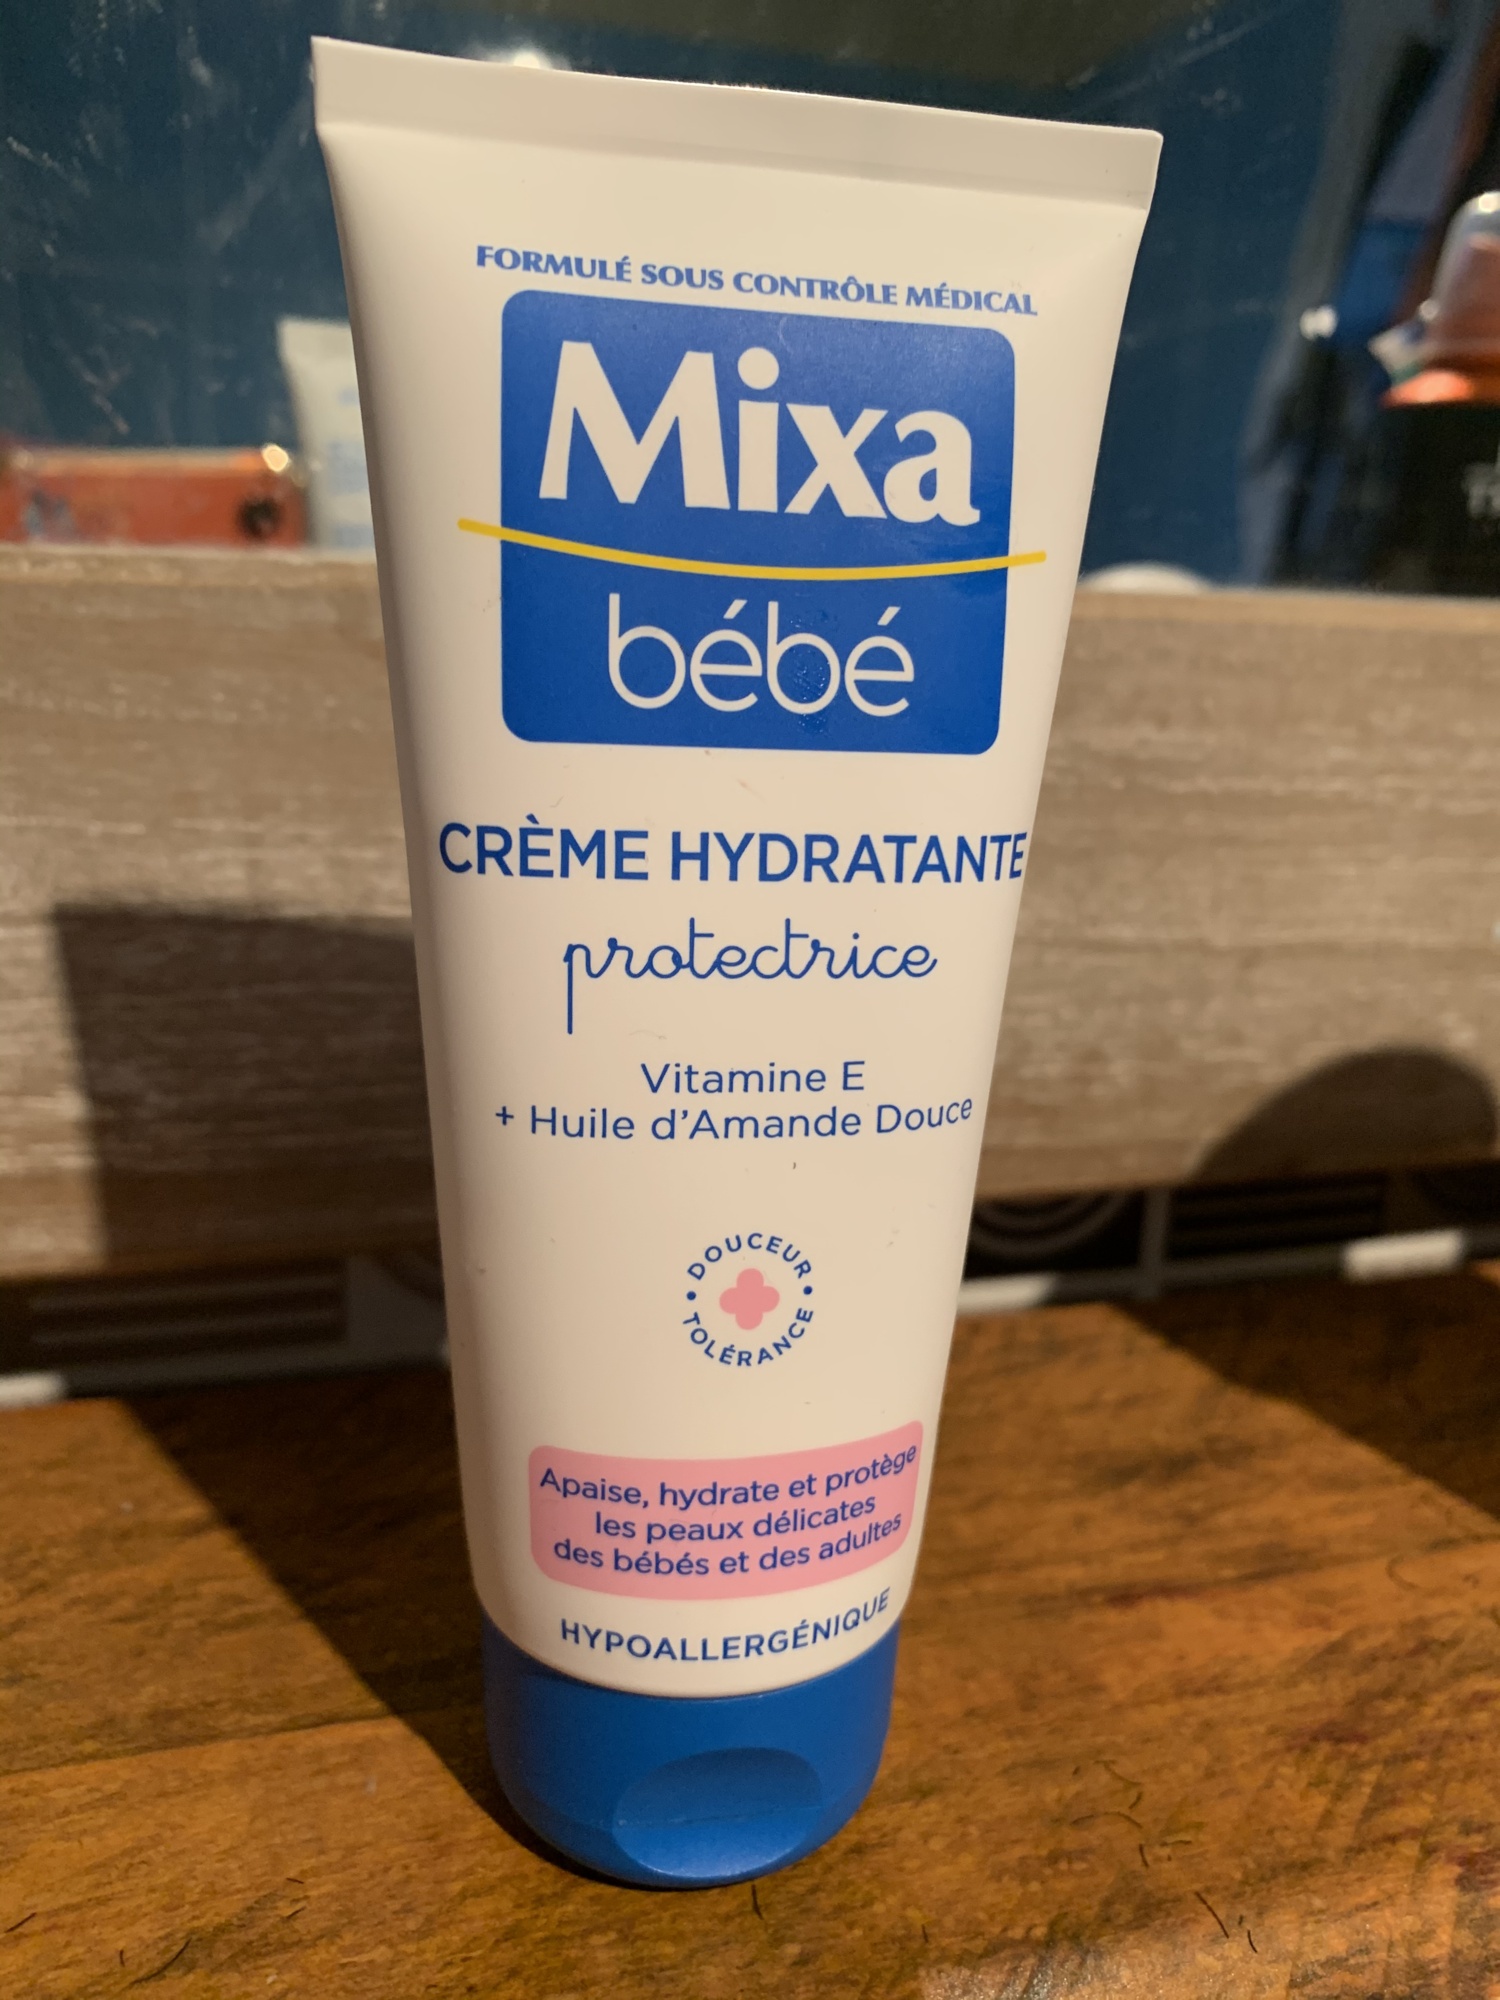 FORMULÉ SOUS CONTRÔLE MÉDICAL
Mixa
bébé
CRÈME HYDRATANTE
protectrice
Vitamine E
+ Huile d'Amande Douce
DOUCEUR
TOLÉRANCE
Apaise, hydrate et protège
les peaux délicates
des bébés et des adultes
HYPOALLERGÉNIQUE